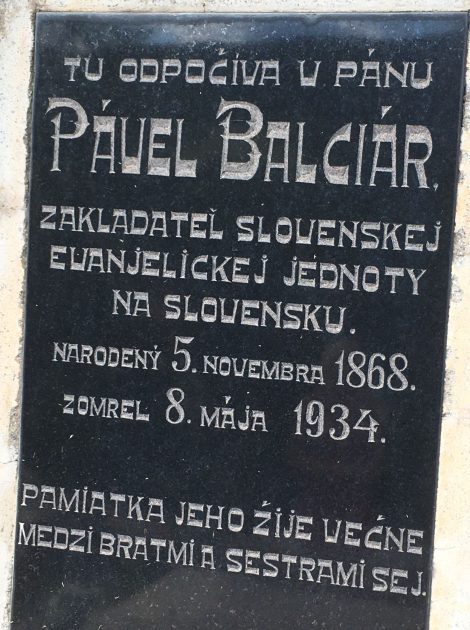 TU ODPOČÍVA V PÁNU
PÁVEL BALCIÁR,
ZAKLADATEĽ SLOVENSKEJ
EVANJELICKEJ JEDNOTY
NA SLOVENSKU.
NARODENÝ 5. NOVEMBRA 1868.
ZOMREL 8. MÁJA 1934.
PAMIATKA JEHO ŽIJE VEČNE
MEDZI BRATMI A SESTRAMI SEJ.